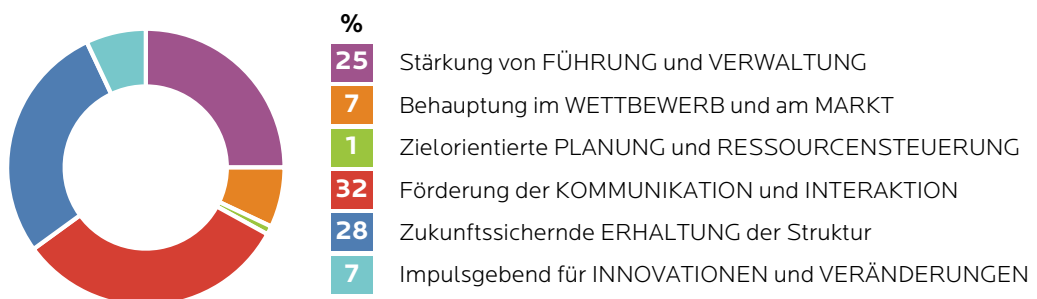 %
25 Stärkung von FÜHRUNG und VERWALTUNG
7 Behauptung im WETTBEWERB und am MARKT
1 Zielorientierte PLANUNG und RESSOURCENSTEUERUNG
32 Förderung der KOMMUNIKATION und INTERAKTION
28 Zukunftssichernde ERHALTUNG der Struktur
7 Impulsgebend für INNOVATIONEN und VERÄNDERUNGEN